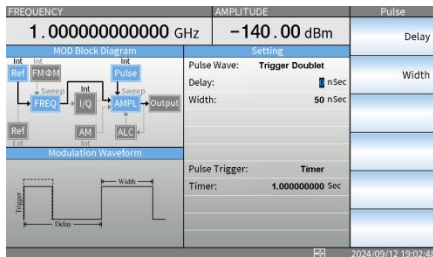 FREQUENCY
AMPLITUDE
Pulse
1.000000000000 GHz
-140.00 dBm
Delay
MOD Block Diagram
Setting
Int Int Int
Ref FMΦM Pulse
Pulse Wave: Trigger Doublet
Delay: 0 nSec
Width
Sweep Int Sweep
FREQ I/Q AMPL Output
Width: 50 nSec
Ref AM ALC
Ext Int
Modulation Waveform
Pulse Trigger: Timer
Timer: 1.000000000 Sec
Width
Trigger
Delay
2024/09/12 19:02:48